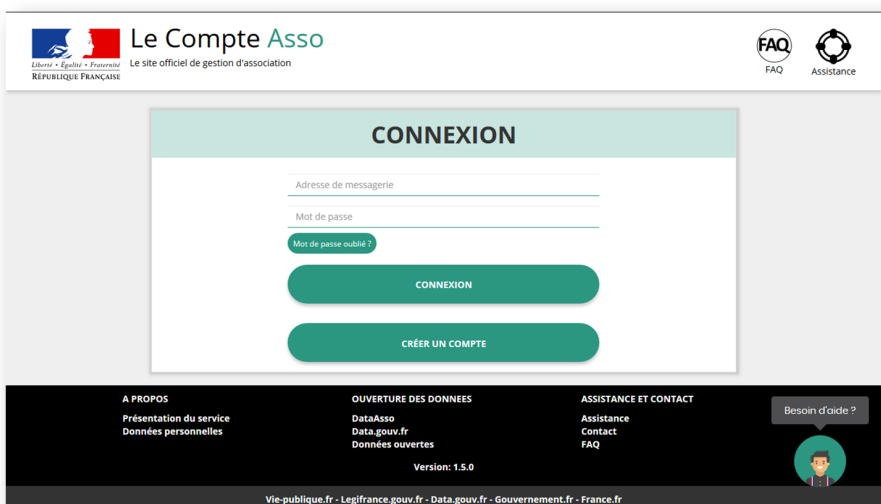 Le Compte Asso
Le site officiel de gestion d'association
Liberté • Égalité • Fraternité
RÉPUBLIQUE FRANÇAISE
FAQ
FAQ
Assistance
CONNEXION
Adresse de messagerie
Mot de passe
Mot de passe oublié ?
CONNEXION
CRÉER UN COMPTE
A PROPOS
Présentation du service
Données personnelles
OUVERTURE DES DONNEES
DataAsso
Data.gouv.fr
Données ouvertes
ASSISTANCE ET CONTACT
Assistance
Contact
FAQ
Besoin d'aide ?
Version: 1.5.0
Vie-publique.fr - Legifrance.gouv.fr - Data.gouv.fr - Gouvernement.fr - France.fr